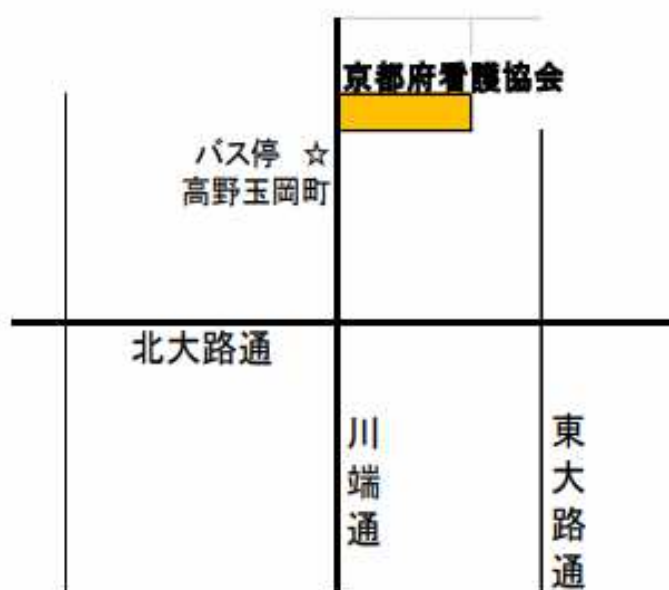 京都府看護協会
バス停 ☆
高野玉岡町
北大路通
川端通
東大路通